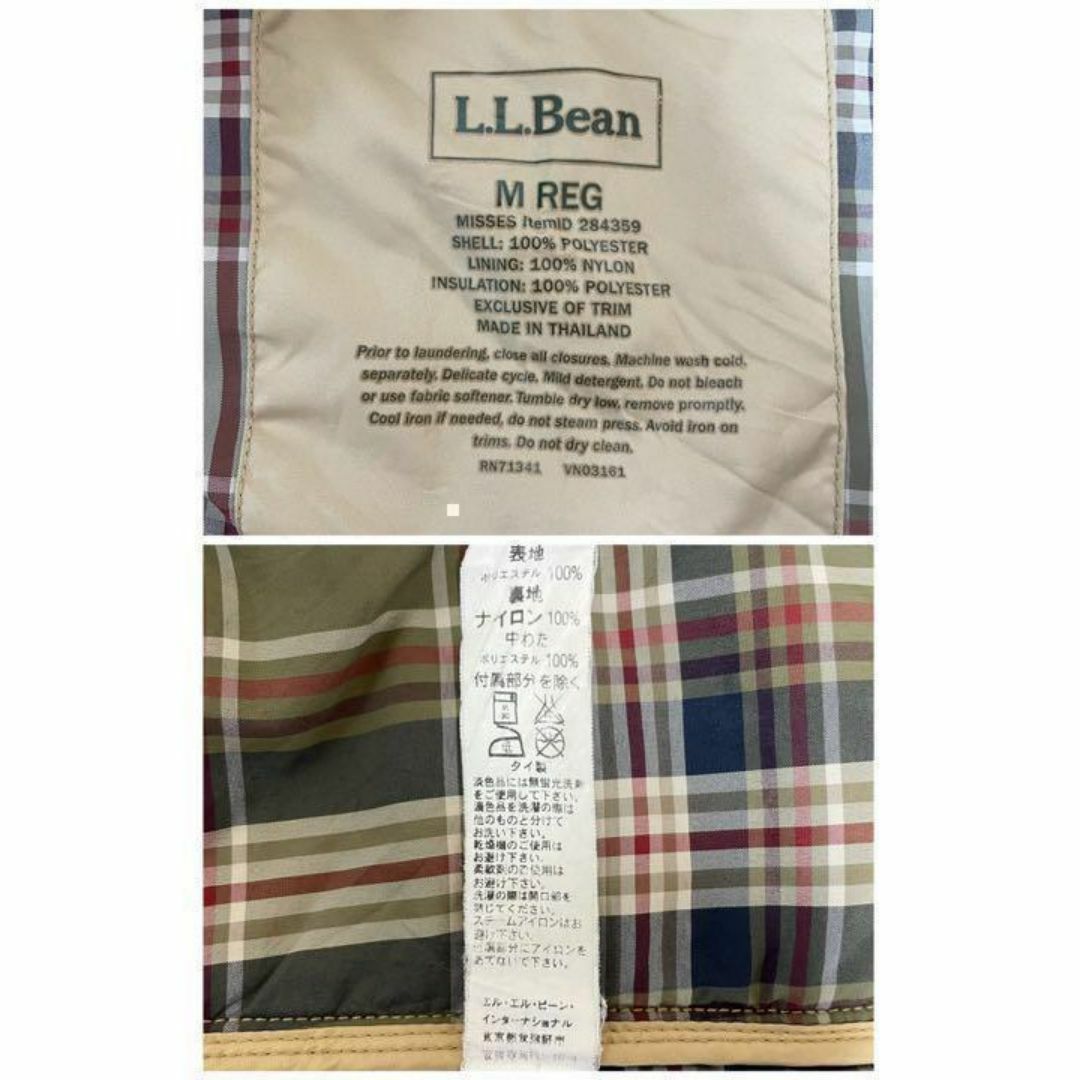 L.L.Bean
M REG
MISSES ItemID 284359
SHELL: 100% POLYESTER
LINING: 100% NYLON
INSULATION: 100% POLYESTER
EXCLUSIVE OF TRIM
MADE IN THAILAND
Prior to laundering, close all closures. Machine wash cold,
separately. Delicate cycle. Mild detergent. Do not bleach
or use fabric softener. Tumble dry low, remove promptly.
Cool iron if needed, do not steam press. Avoid iron on
trims. Do not dry clean.
RN71341 VN03161
表地
ポリエステル 100%
裏地
ナイロン 100%
中わた
ポリエステル 100%
付属部分を除く
タイ製
淡色品には無蛍光洗剤
をご使用して下さい。
濃色品を洗濯の際は
他のものと分けて
お洗い下さい。
乾燥機のご使用は
お避け下さい。
柔軟剤のご使用は
お避け下さい。
洗濯の際は開口部を
閉じてください。
スチームアイロンはお
避け下さい。
アイロンを
あてないで下さい。
エル・エル・ビーン・
インターナショナル
東京都